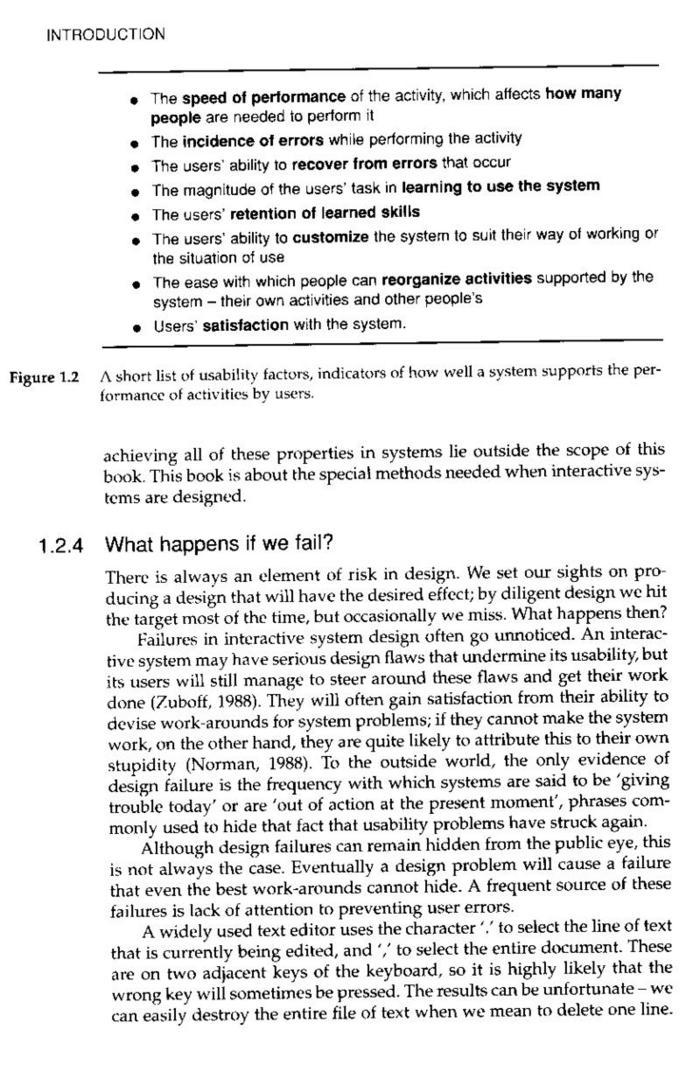 INTRODUCTION
• The speed of performance of the activity, which affects how many
people are needed to perform it
• The incidence of errors while performing the activity
• The users' ability to recover from errors that occur
• The magnitude of the users' task in learning to use the system
• The users' retention of learned skills
• The users' ability to customize the system to suit their way of working or
the situation of use
• The ease with which people can reorganize activities supported by the
system – their own activities and other people's
• Users' satisfaction with the system.
Figure 1.2 A short list of usability factors, indicators of how well a system supports the per-
formance of activities by users.
achieving all of these properties in systems lie outside the scope of this
book. This book is about the special methods needed when interactive sys-
tems are designed.
1.2.4 What happens if we fail?
There is always an element of risk in design. We set our sights on pro-
ducing a design that will have the desired effect; by diligent design we hit
the target most of the time, but occasionally we miss. What happens then?
Failures in interactive system design often go unnoticed. An interac-
tive system may have serious design flaws that undermine its usability, but
its users will still manage to steer around these flaws and get their work
done (Zuboff, 1988). They will often gain satisfaction from their ability to
devise work-arounds for system problems; if they cannot make the system
work, on the other hand, they are quite likely to attribute this to their own
stupidity (Norman, 1988). To the outside world, the only evidence of
design failure is the frequency with which systems are said to be 'giving
trouble today' or are 'out of action at the present moment', phrases com-
monly used to hide that fact that usability problems have struck again.
Although design failures can remain hidden from the public eye, this
is not always the case. Eventually a design problem will cause a failure
that even the best work-arounds cannot hide. A frequent source of these
failures is lack of attention to preventing user errors.
A widely used text editor uses the character '.' to select the line of text
that is currently being edited, and ',' to select the entire document. These
are on two adjacent keys of the keyboard, so it is highly likely that the
wrong key will sometimes be pressed. The results can be unfortunate – we
can easily destroy the entire file of text when we mean to delete one line.